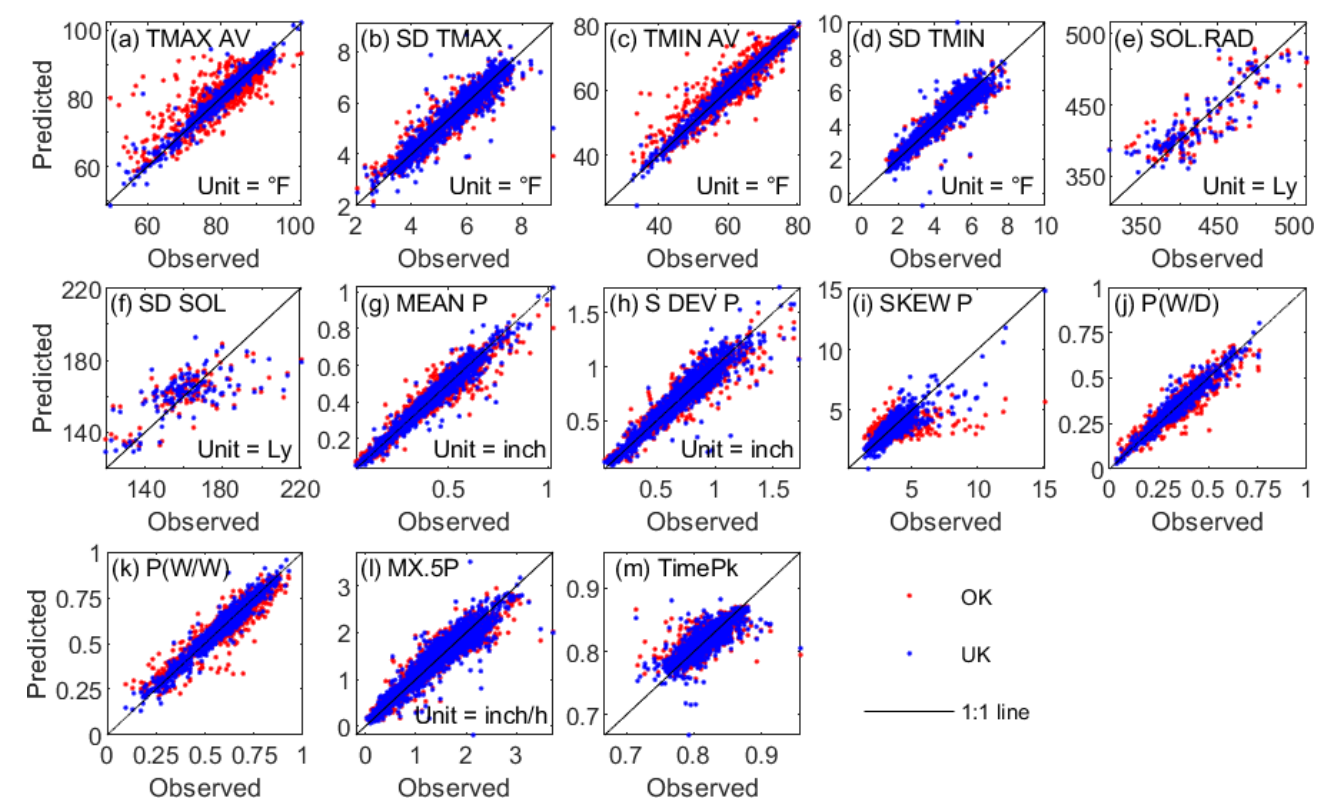 (a) TMAX AV
(b) SD TMAX
(c) TMIN AV
(d) SD TMIN
(e) SOL.RAD
100
80
60
8
6
4
2
80
60
40
10
8
6
4
2
0
500
450
350
Predicted
Unit = °F
Unit = °F
Unit = °F
Unit = °F
Unit = Ly
60 80 100
2 4 6 8
40 60 80
0 2 4 6 8 10
350 450 500
Observed
Observed
Observed
Observed
Observed
(f) SD SOL
(g) MEAN P
(h) S DEV P
(i) SKEW P
(j) P(W/D)
220
180
140
1
0.8
0.6
0.4
0.2
1.5
1
0.5
15
10
5
1
0.75
0.5
0.25
0
Predicted
Unit = Ly
Unit = inch
Unit = inch
140 180 220
0.5 1
0.5 1 1.5
5 10 15
0 0.25 0.5 0.75 1
Observed
Observed
Observed
Observed
Observed
(k) P(W/W)
(l) MX.5P
(m) TimePk
1
0.75
0.5
0.25
0
3
2
1
0
0.9
0.8
0.7
Predicted
Unit = inch/h
0 0.25 0.5 0.75 1
0 1 2 3
0.7 0.8 0.9
Observed
Observed
Observed
OK
UK
1:1 line